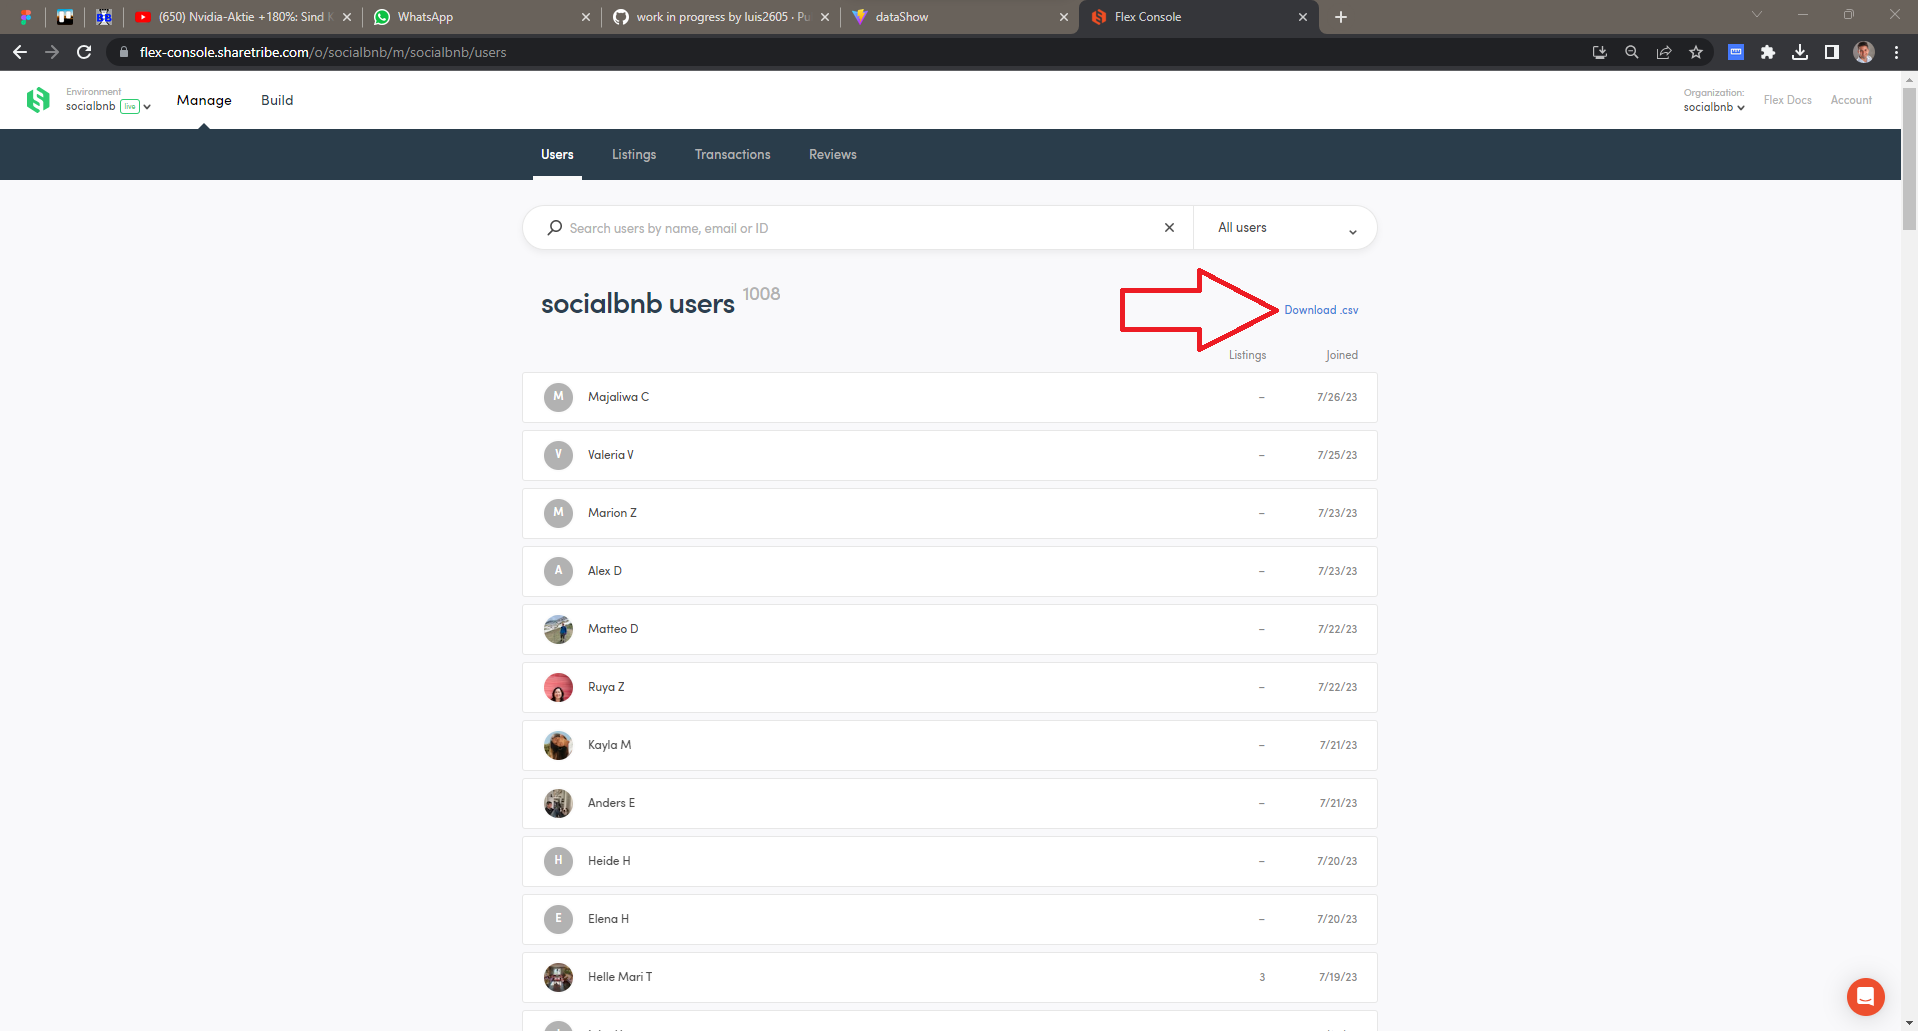 (650) Nvidia-Aktie +180%: Sind K
WhatsApp
work in progress by luis2605 · Pu
dataShow
Flex Console
flex-console.sharetribe.com/o/socialbnb/m/socialbnb/users
Environment
socialbnb live
Manage
Build
Organization:
socialbnb
Flex Docs
Account
Users
Listings
Transactions
Reviews
Search users by name, email or ID
All users
socialbnb users 1008
Download .csv
Listings Joined
M Majaliwa C – 7/26/23
V Valeria V – 7/25/23
M Marion Z – 7/23/23
A Alex D – 7/23/23
Matteo D – 7/22/23
Ruya Z – 7/22/23
Kayla M – 7/21/23
Anders E – 7/21/23
H Heide H – 7/20/23
E Elena H – 7/20/23
Helle Mari T 3 7/19/23